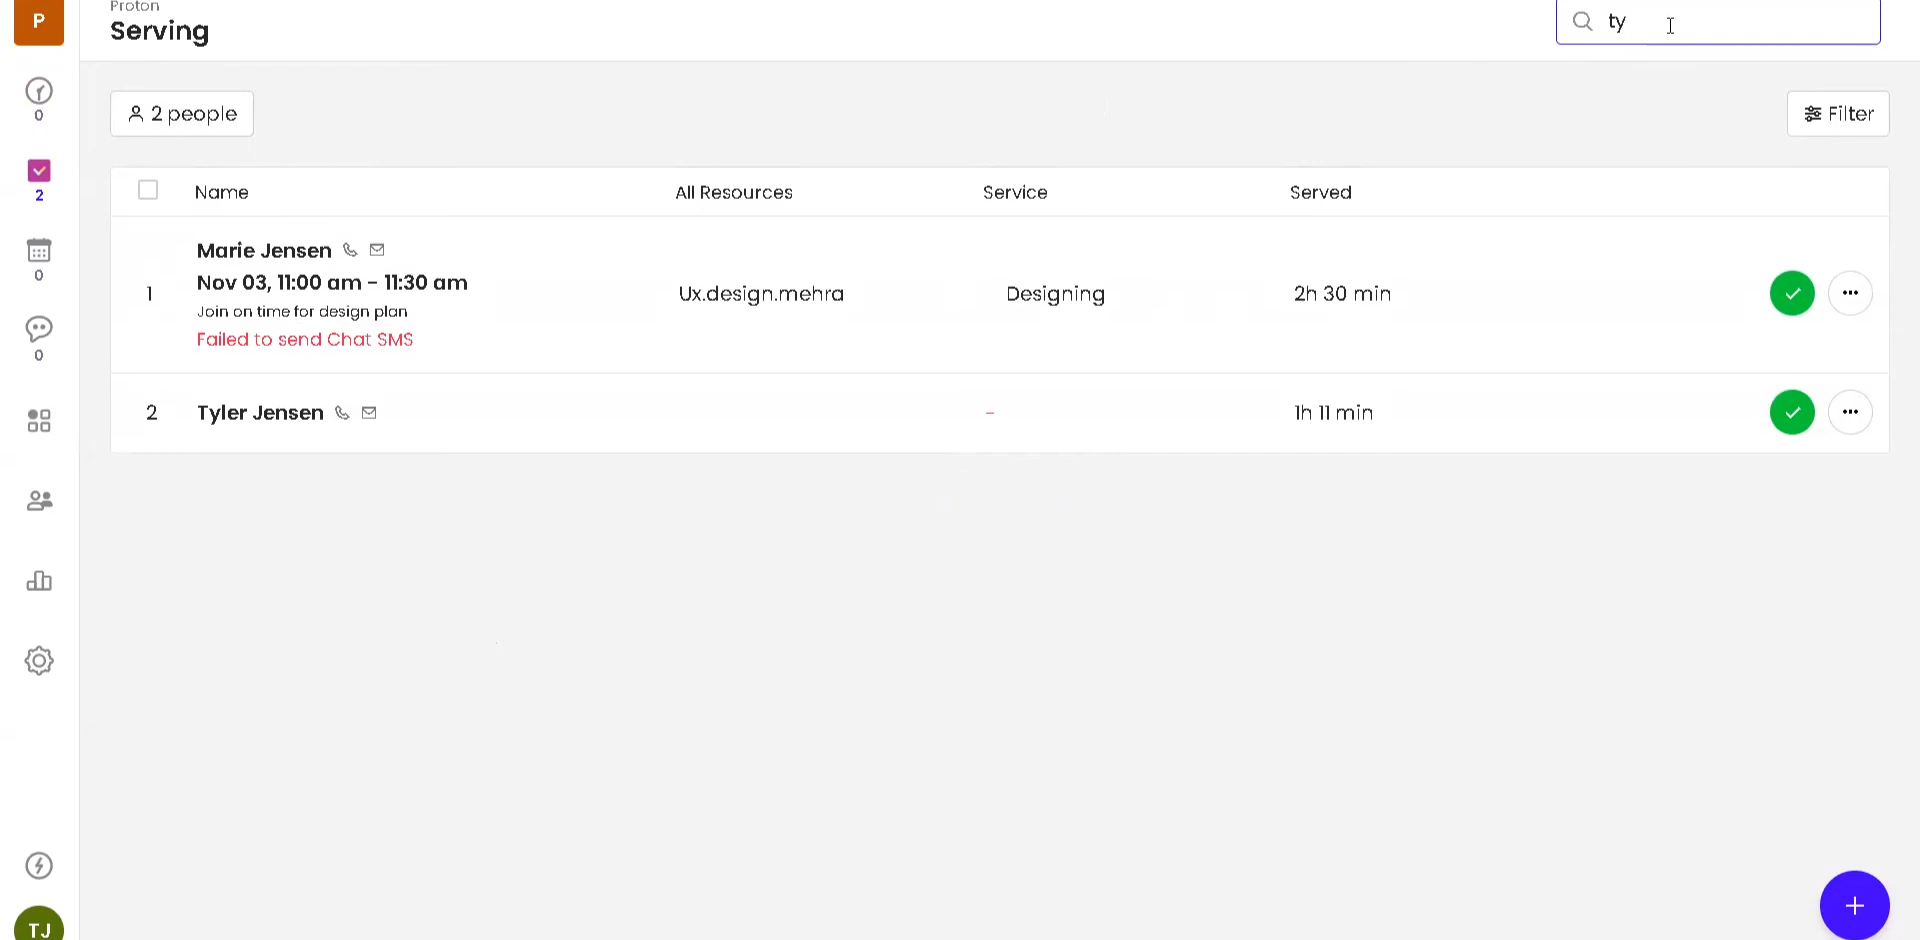 P
Proton
Serving
ty
0
2
0
0
2 people
Filter
Name All Resources Service Served
1
Marie Jensen
Nov 03, 11:00 am - 11:30 am
Join on time for design plan
Failed to send Chat SMS
Ux.design.mehra
Designing
2h 30 min
2
Tyler Jensen
-
1h 11 min
TJ